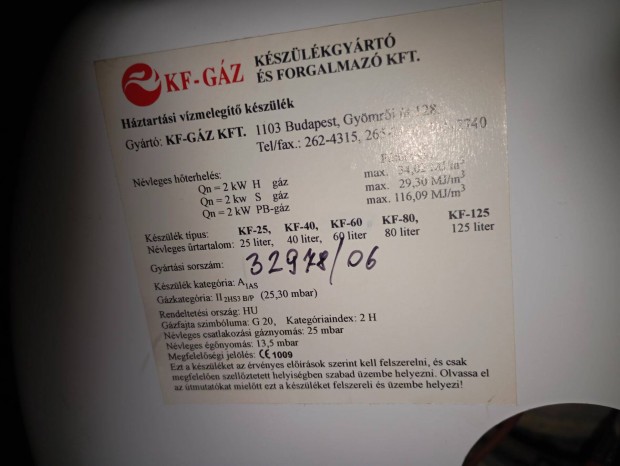 KF-GÁZ KÉSZÜLÉKGYÁRTÓ
ÉS FORGALMAZÓ KFT.
Háztartási vízmelegítő készülék
Gyártó: KF-GÁZ KFT. 1103 Budapest, Gyömrői 128
Tel/fax.: 262-4315,
Névleges hőterhelés:
Qn = 2 kW H gáz max. 34,02
Qn = 2 kw S gáz max. 29,30 MJ/m³
Qn = 2 kW PB-gáz max. 116,09 MJ/m³
Készülék típus: KF-25, KF-40, KF-60 KF-80, KF-125
Névleges űrtartalom: 25 liter, 40 liter, 60 liter 80 liter 125 liter
Gyártási sorszám: 32978/06
Készülék kategória: A1AS
Gázkategória: II 2HS3 B/P (25,30 mbar)
Rendeltetési ország: HU
Gázfajta szimbóluma: G 20, Kategóriaindex: 2 H
Névleges csatlakozási gáznyomás: 25 mbar
Névleges égőnyomás: 13,5 mbar
Megfelelőségi jelölés: CE 1009
Ezt a készüléket az érvényes előírások szerint kell felszerelni, és csak
megfelelően szellőztetett helyiségben szabad üzembe helyezni. Olvassa el
az útmutatókat mielőtt ezt a készüléket felszereli és üzembe helyezi!